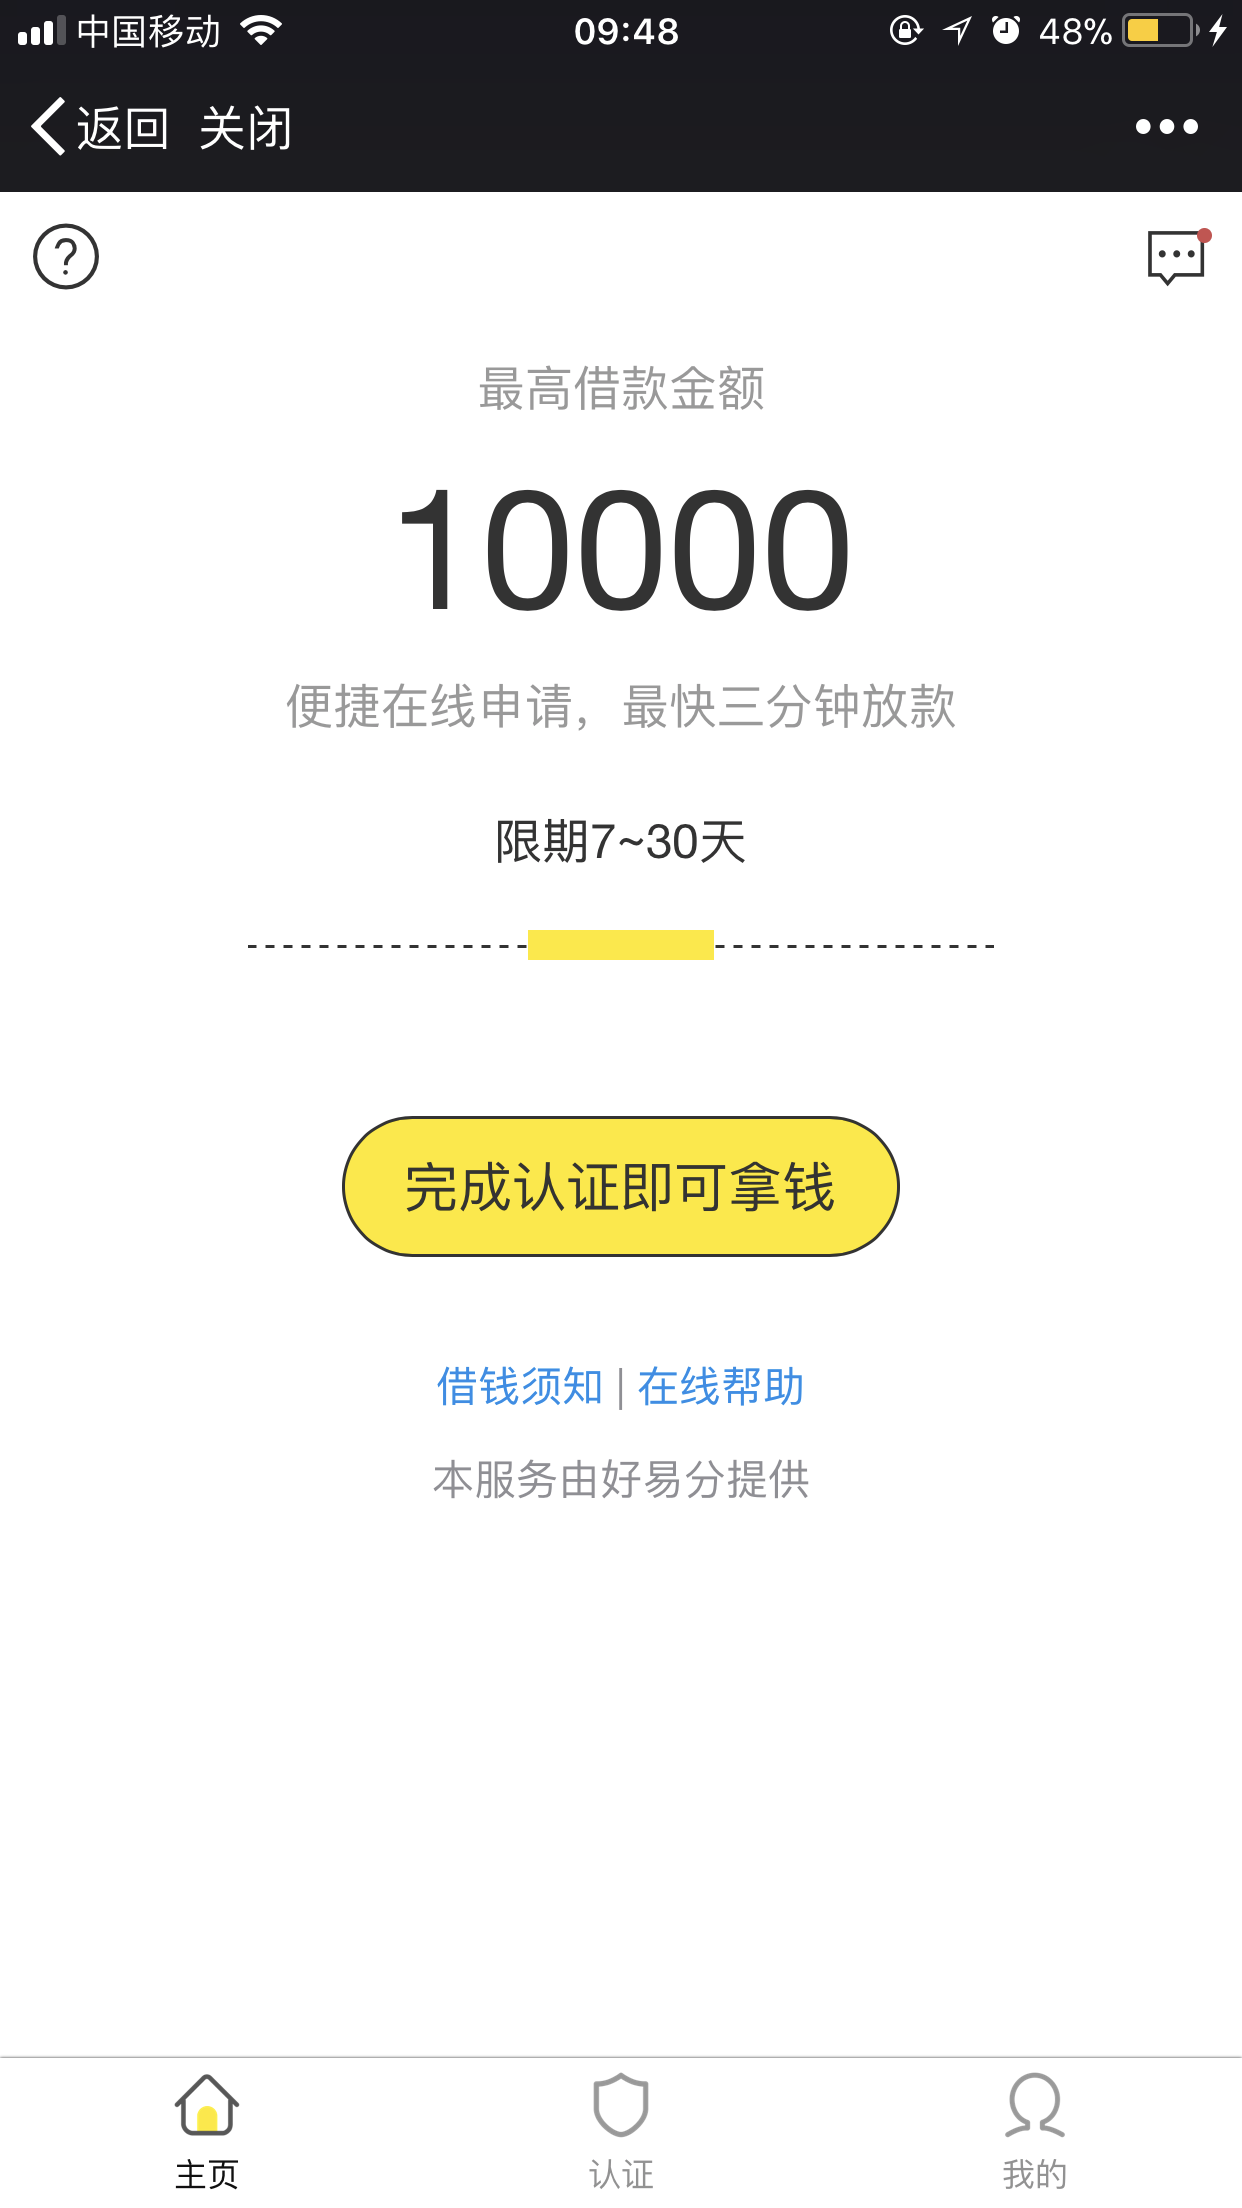 中国移动 09:48 48%
返回 关闭
最高借款金额
10000
便捷在线申请，最快三分钟放款
限期7~30天
完成认证即可拿钱
借钱须知 | 在线帮助
本服务由好易分提供
主页 认证 我的